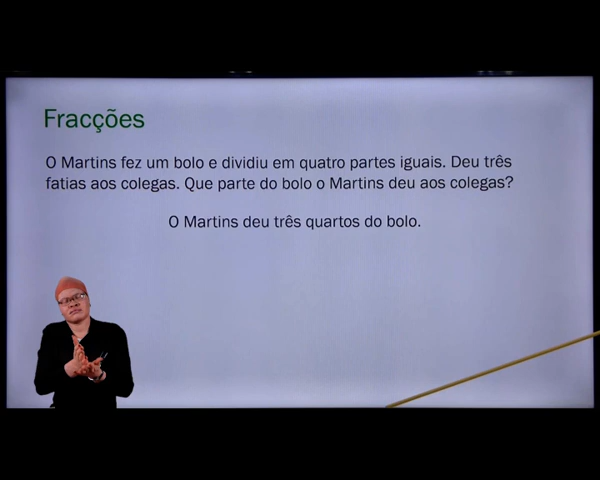 Fracções
O Martins fez um bolo e dividiu em quatro partes iguais. Deu três
fatias aos colegas. Que parte do bolo o Martins deu aos colegas?
O Martins deu três quartos do bolo.